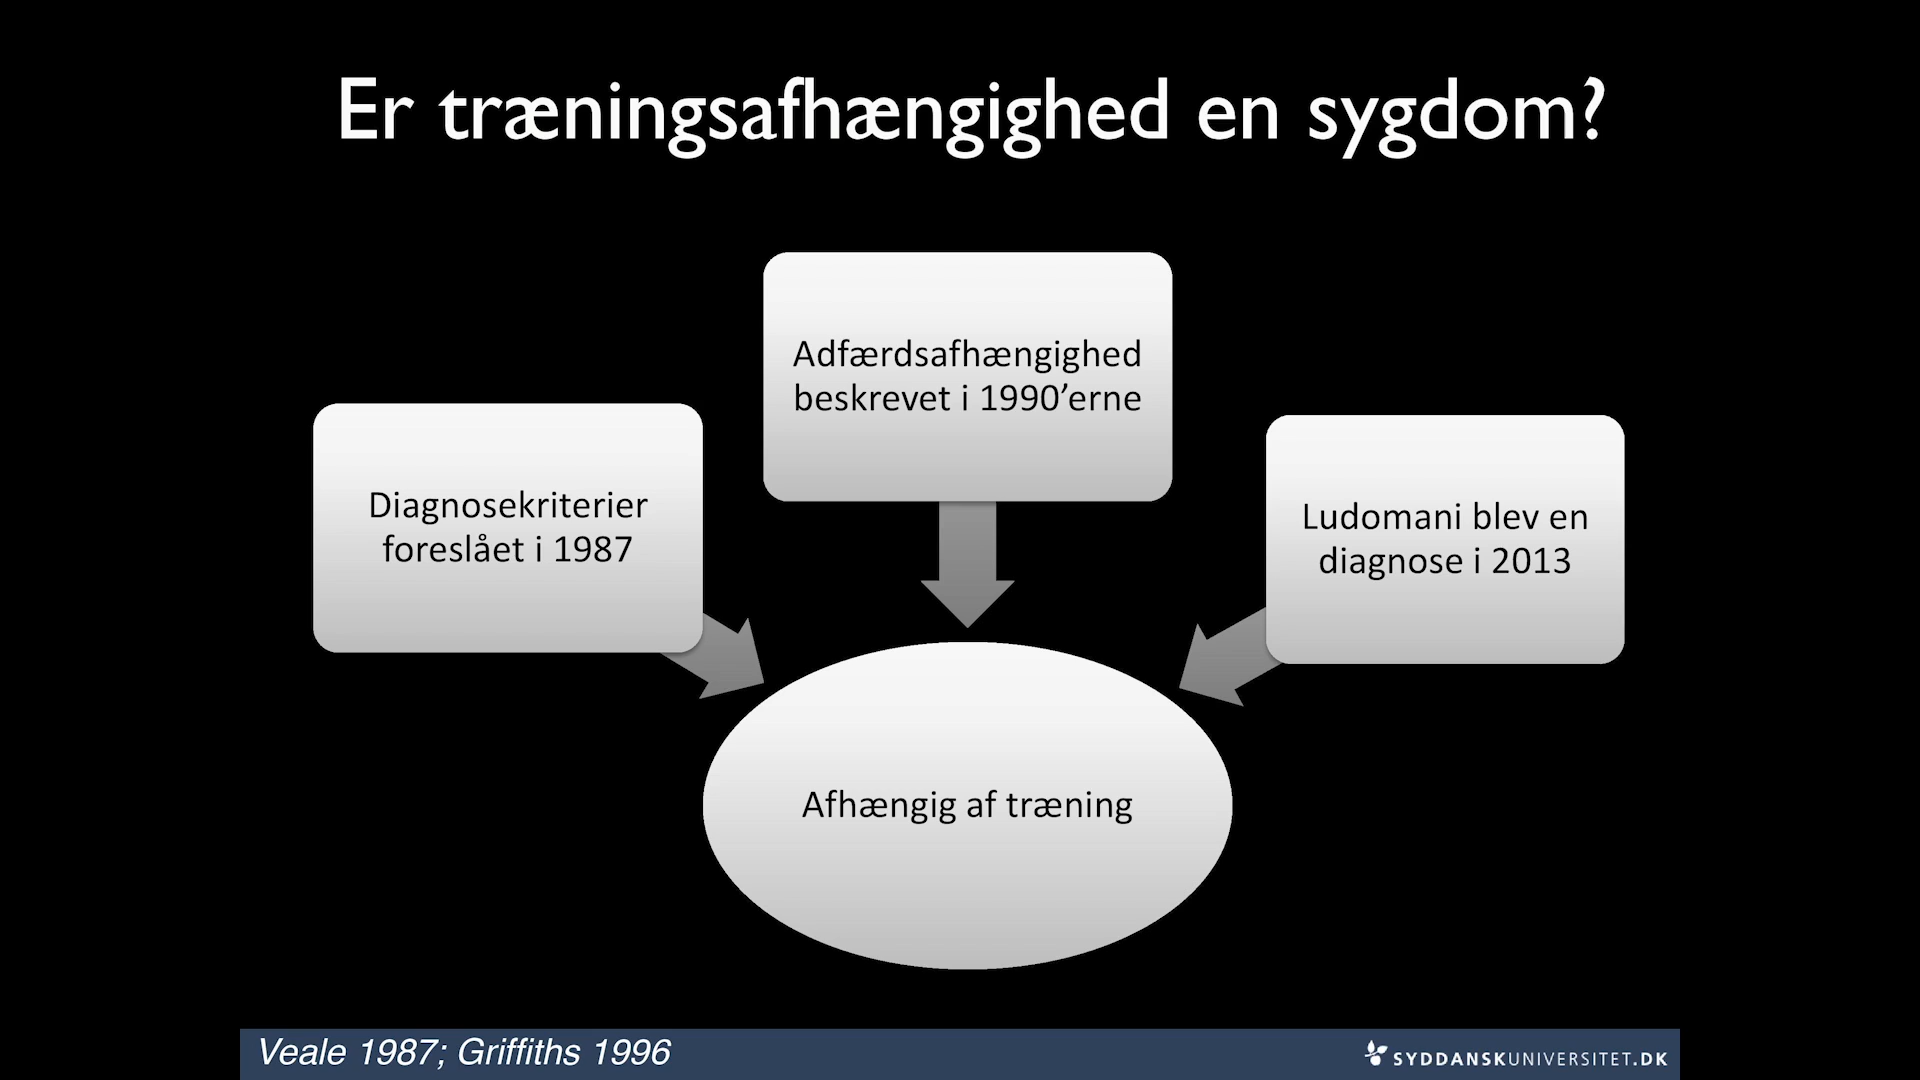 Er træningsafhængighed en sygdom?
Adfærdsafhængighed
beskrevet i 1990’erne
Diagnosekriterier
foreslået i 1987
Ludomani blev en
diagnose i 2013
Afhængig af træning
Veale 1987; Griffiths 1996
SYDDANSKUNIVERSITET.DK